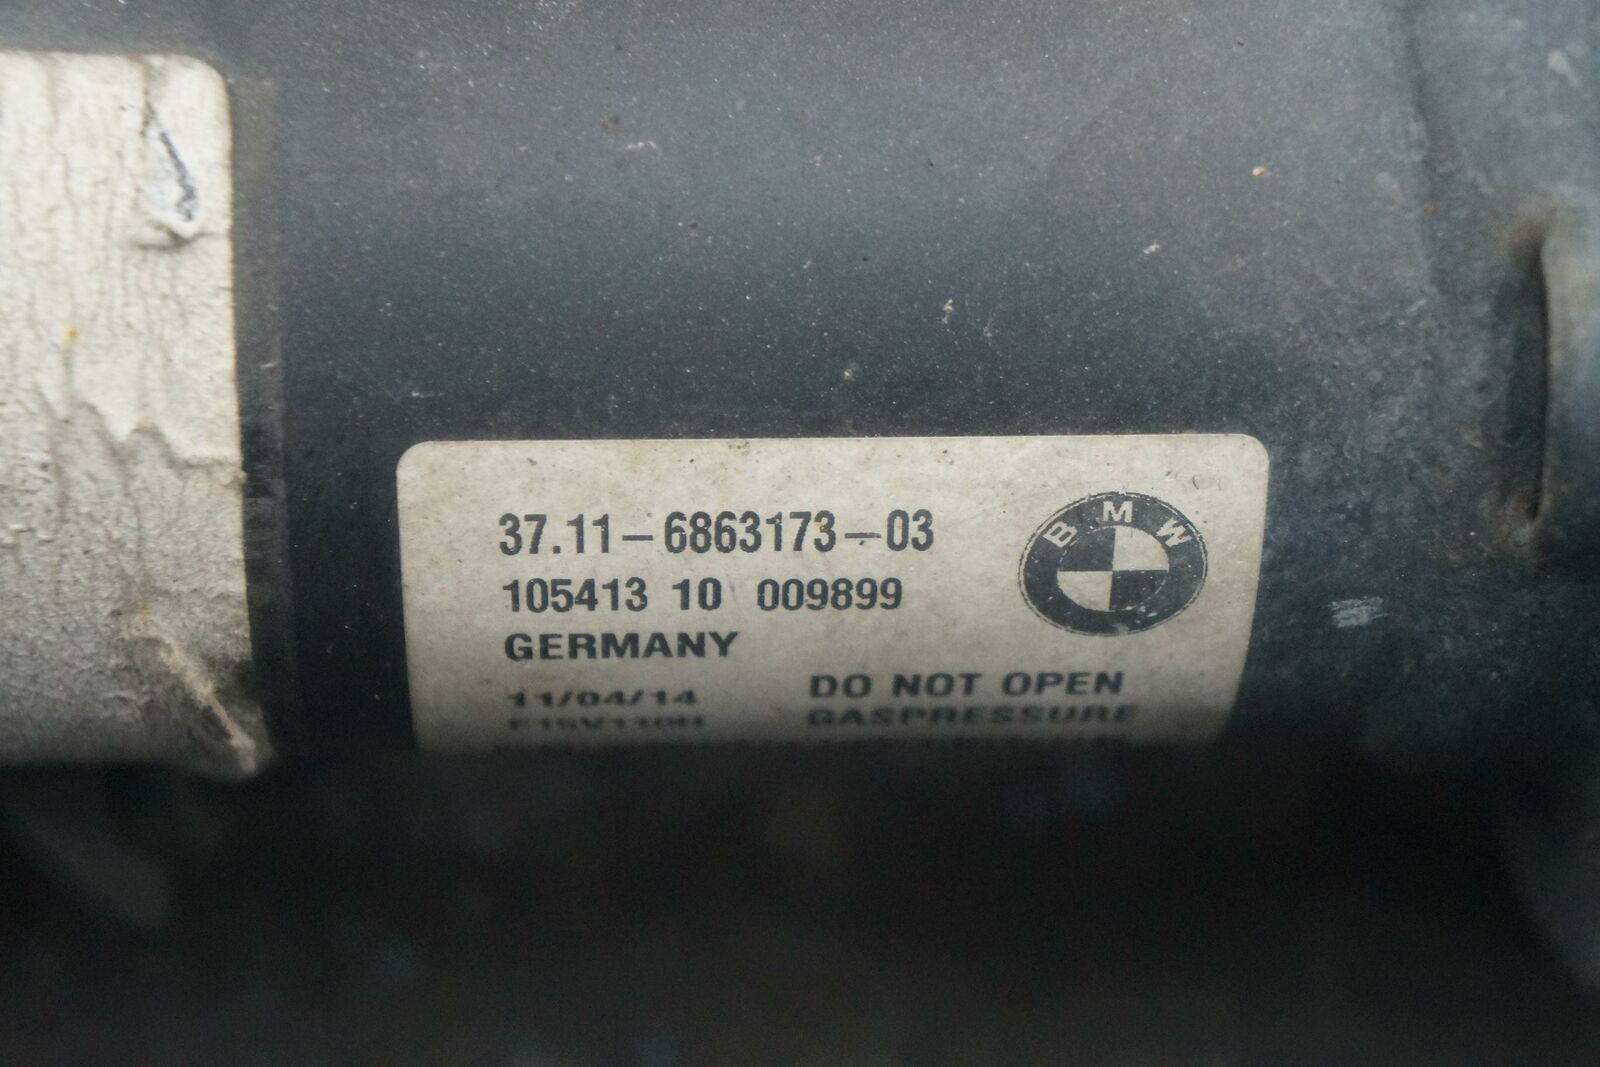 37.11-6863173-03
105413 10 009899
GERMANY
11/04/14
DO NOT OPEN
GASPRESSURE
BMW